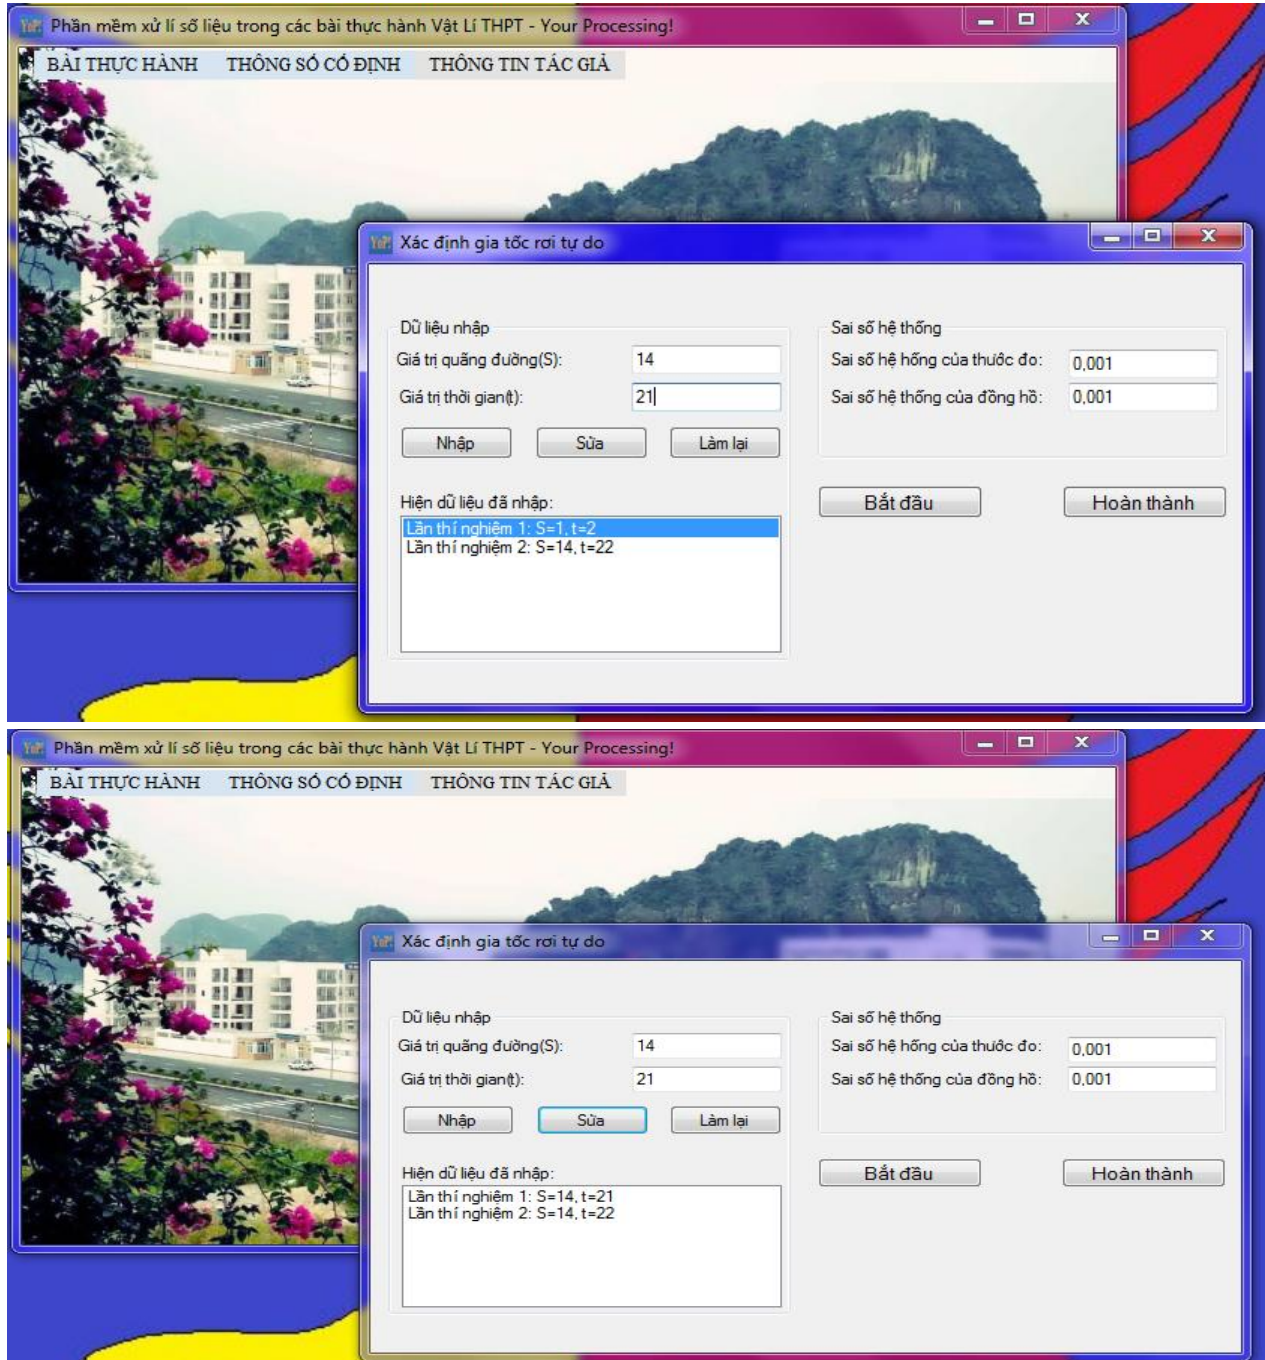 YoP! Phần mềm xử lí số liệu trong các bài thực hành Vật Lí THPT - Your Processing!
BÀI THỰC HÀNH THÔNG SỐ CỐ ĐỊNH THÔNG TIN TÁC GIẢ
YoP! Xác định gia tốc rơi tự do
Dữ liệu nhập
Giá trị quãng đường(S): 14
Giá trị thời gian(t): 21
Nhập Sửa Làm lại
Hiện dữ liệu đã nhập:
Lần thí nghiệm 1: S=1, t=2
Lần thí nghiệm 2: S=14, t=22
Sai số hệ thống
Sai số hệ hống của thước đo: 0,001
Sai số hệ thống của đồng hồ: 0,001
Bắt đầu Hoàn thành
YoP! Phần mềm xử lí số liệu trong các bài thực hành Vật Lí THPT - Your Processing!
BÀI THỰC HÀNH THÔNG SỐ CỐ ĐỊNH THÔNG TIN TÁC GIẢ
YoP! Xác định gia tốc rơi tự do
Dữ liệu nhập
Giá trị quãng đường(S): 14
Giá trị thời gian(t): 21
Nhập Sửa Làm lại
Hiện dữ liệu đã nhập:
Lần thí nghiệm 1: S=14, t=21
Lần thí nghiệm 2: S=14, t=22
Sai số hệ thống
Sai số hệ hống của thước đo: 0,001
Sai số hệ thống của đồng hồ: 0,001
Bắt đầu Hoàn thành